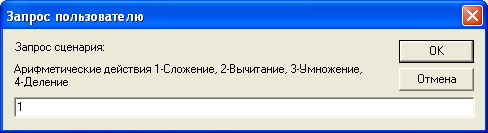 Запрос пользователю
Запрос сценария:
OK
Арифметические действия 1-Сложение, 2-Вычитание, 3-Умножение,
4-Деление
Отмена
1